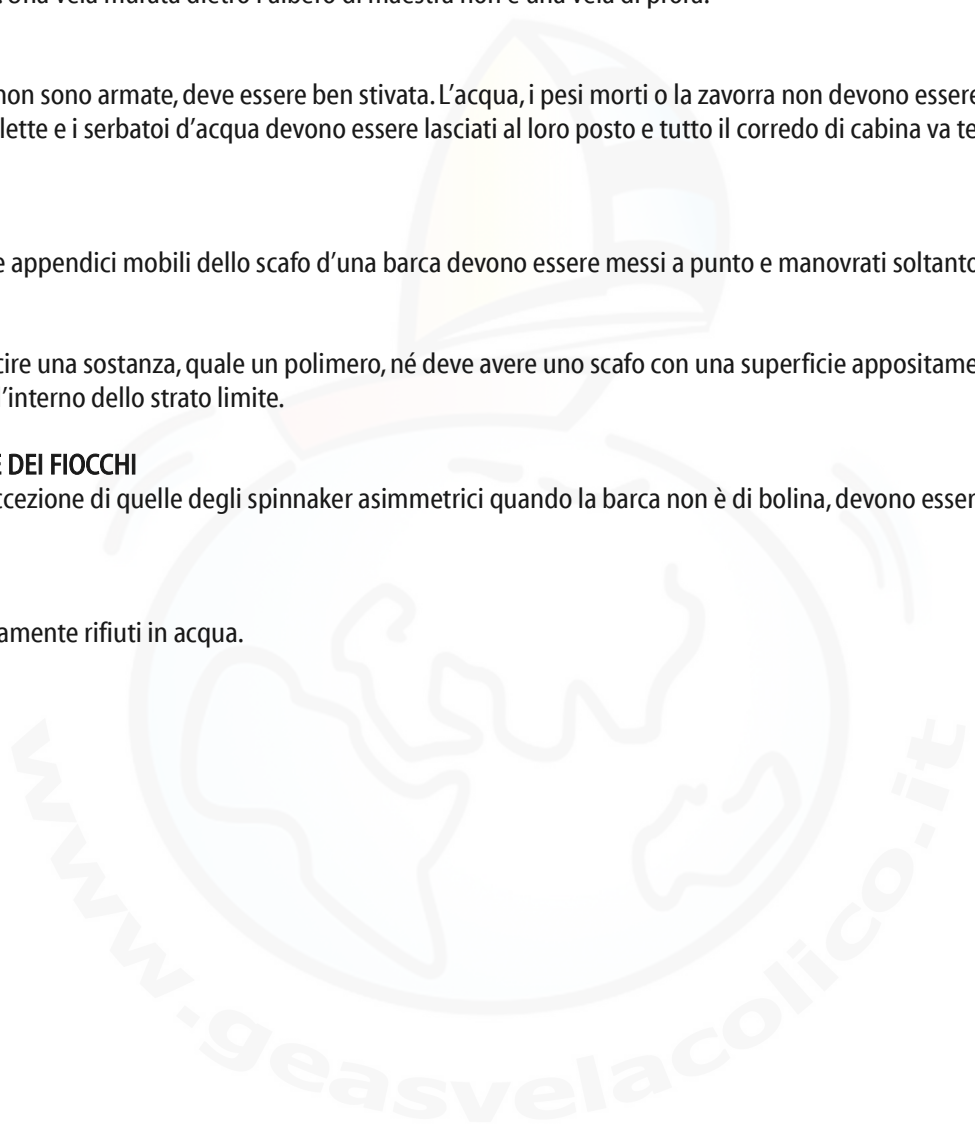 non sono armate, deve essere ben stivata. L'acqua, i pesi morti o la zavorra non devono essere
lette e i serbatoi d'acqua devono essere lasciati al loro posto e tutto il corredo di cabina va te
e appendici mobili dello scafo d'una barca devono essere messi a punto e manovrati soltanto
cire una sostanza, quale un polimero, né deve avere uno scafo con una superficie appositame
l'interno dello strato limite.
E DEI FIOCCHI
ccezione di quelle degli spinnaker asimmetrici quando la barca non è di bolina, devono esser
amente rifiuti in acqua.
www.geasvelacolico.it